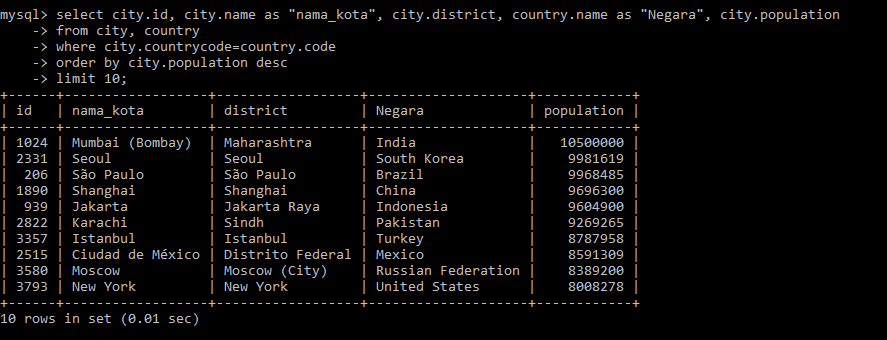 mysql> select city.id, city.name as "nama_kota", city.district, country.name as "Negara", city.population
    -> from city, country
    -> where city.countrycode=country.code
    -> order by city.population desc
    -> limit 10;
+------+------------------+-----------------+--------------------+------------+
| id   | nama_kota        | district         | Negara             | population |
+------+------------------+-----------------+--------------------+------------+
| 1024 | Mumbai (Bombay)  | Maharashtra      | India              |   10500000 |
| 2331 | Seoul            | Seoul            | South Korea        |    9981619 |
|  206 | São Paulo        | São Paulo        | Brazil             |    9968485 |
| 1890 | Shanghai         | Shanghai         | China              |    9696300 |
|  939 | Jakarta          | Jakarta Raya     | Indonesia          |    9604900 |
| 2822 | Karachi          | Sindh            | Pakistan           |    9269265 |
| 3357 | Istanbul         | Istanbul         | Turkey             |    8787958 |
| 2515 | Ciudad de México | Distrito Federal | Mexico             |    8591309 |
| 3580 | Moscow           | Moscow (City)    | Russian Federation |    8389200 |
| 3793 | New York         | New York         | United States      |    8008278 |
+------+------------------+-----------------+--------------------+------------+
10 rows in set (0.01 sec)